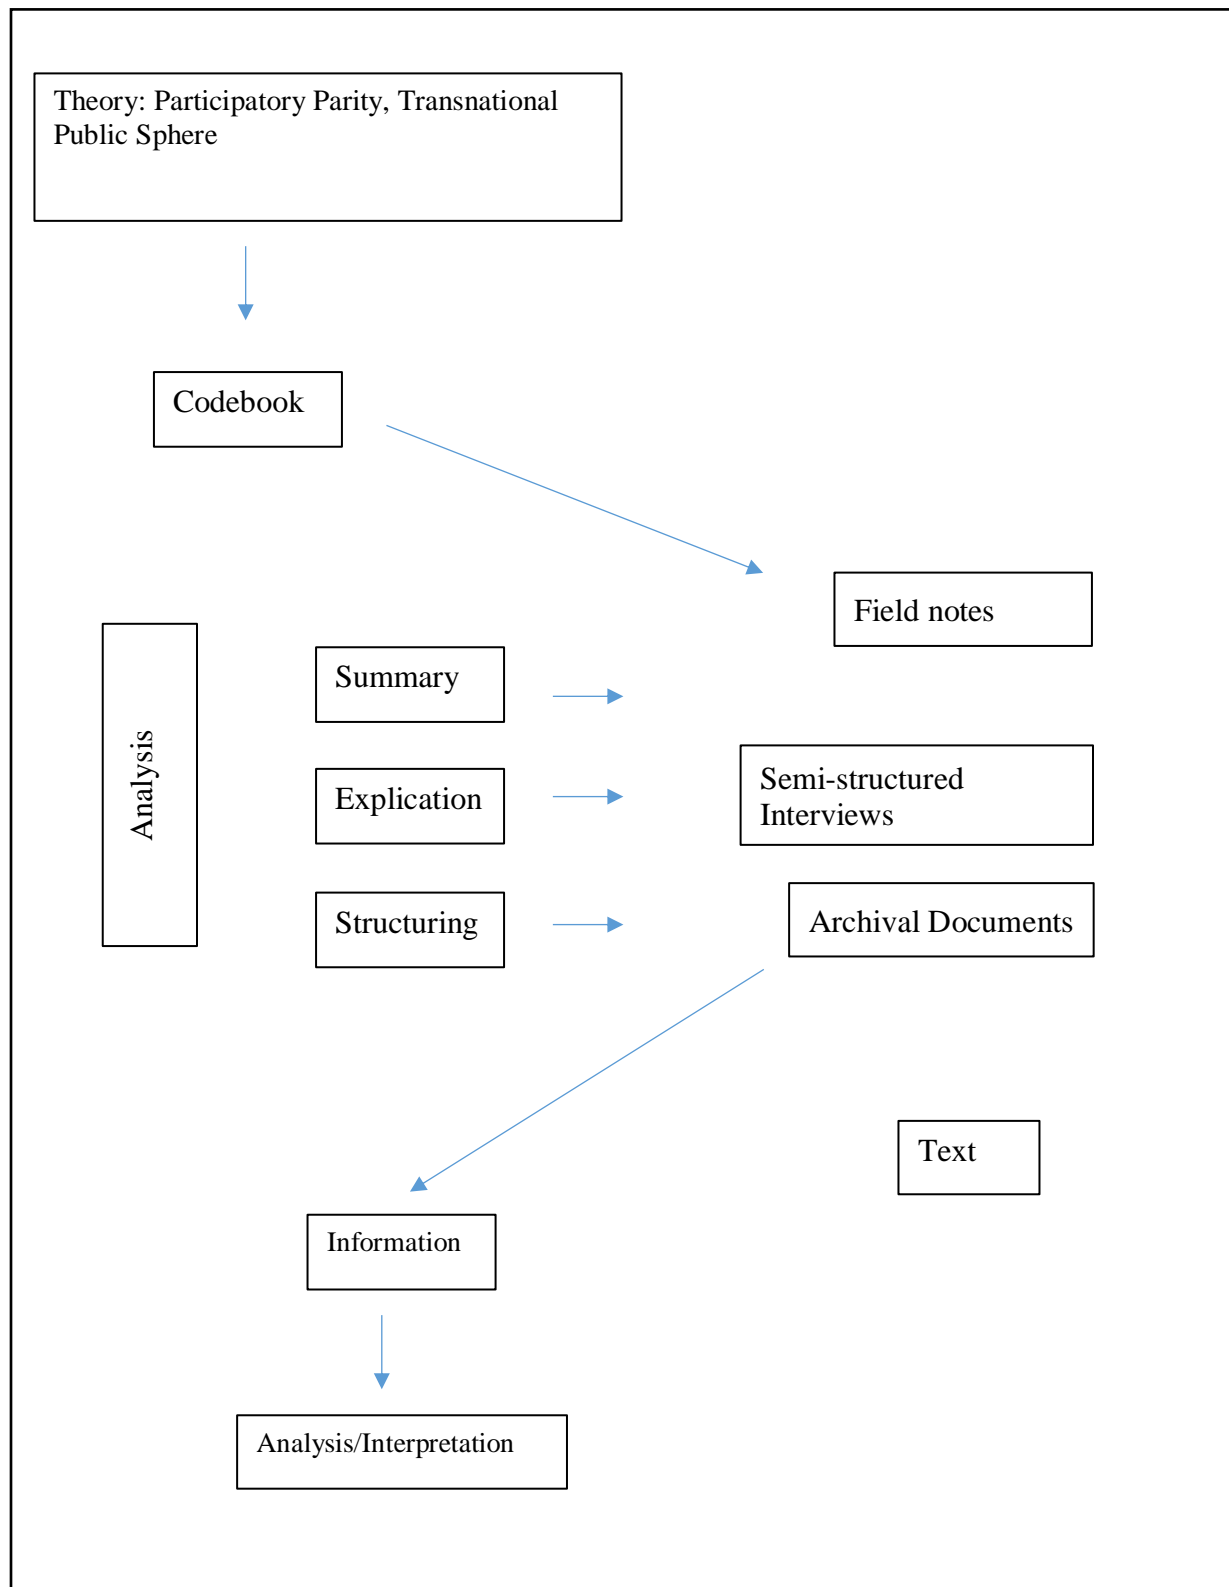 Theory: Participatory Parity, Transnational
Public Sphere
Codebook
Field notes
Analysis
Summary
Explication
Structuring
Semi-structured
Interviews
Archival Documents
Text
Information
Analysis/Interpretation